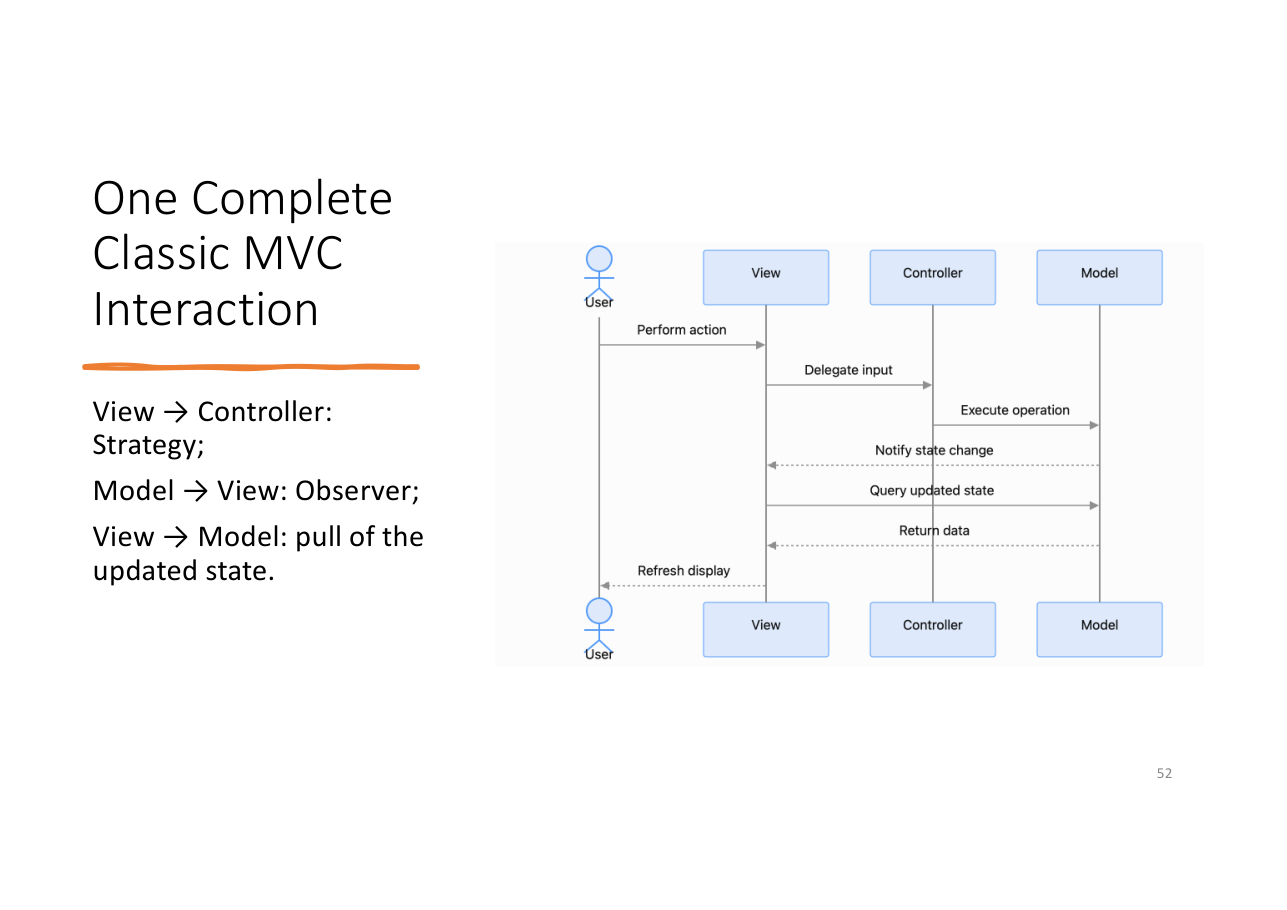 One Complete
Classic MVC
Interaction
View → Controller:
Strategy;
Model → View: Observer;
View → Model: pull of the
updated state.
User
View
Controller
Model
Perform action
Delegate input
Execute operation
Notify state change
Query updated state
Return data
Refresh display
User
View
Controller
Model
52